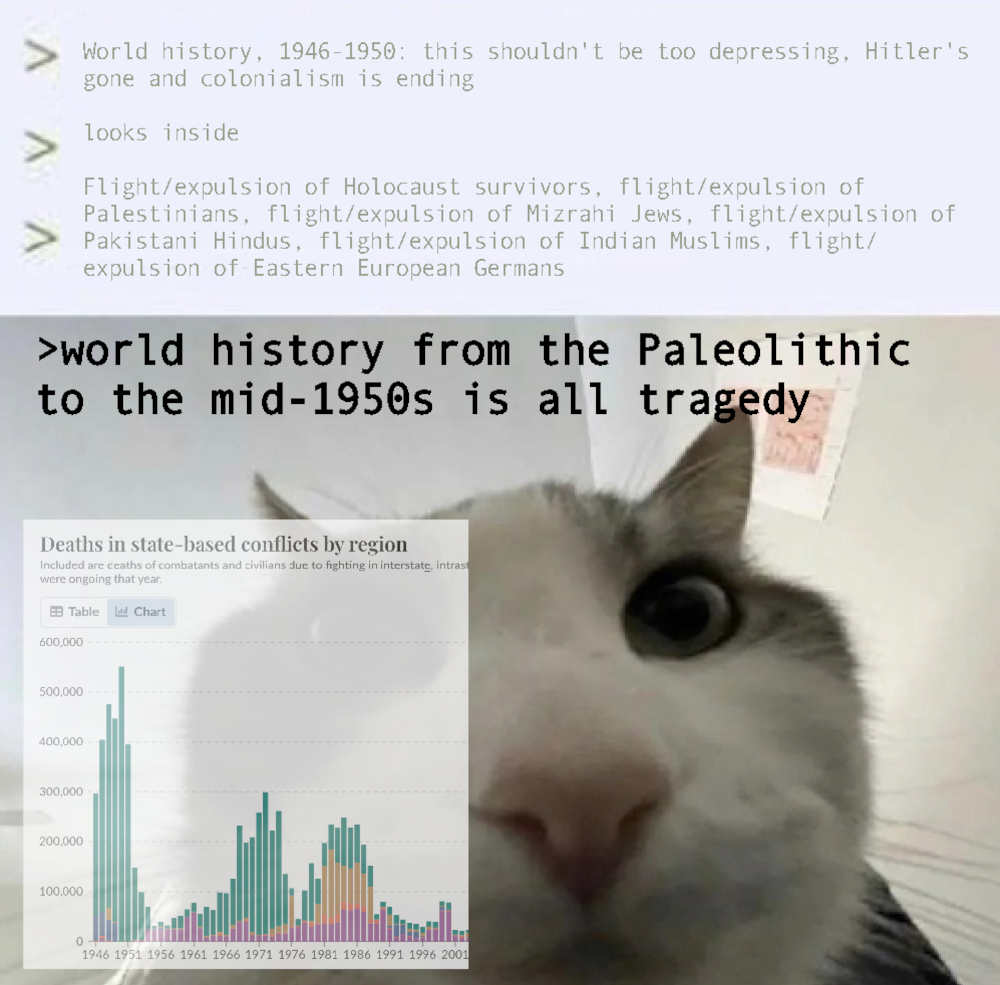 > World history, 1946-1950: this shouldn't be too depressing, Hitler's
gone and colonialism is ending
> looks inside
> Flight/expulsion of Holocaust survivors, flight/expulsion of
Palestinians, flight/expulsion of Mizrahi Jews, flight/expulsion of
Pakistani Hindus, flight/expulsion of Indian Muslims, flight/
expulsion of Eastern European Germans
>world history from the Paleolithic
to the mid-1950s is all tragedy
Deaths in state-based conflicts by region
Included are deaths of combatants and civilians due to fighting in interstate, intrast
were ongoing that year.
Table Chart
600,000
500,000
400,000
300,000
200,000
100,000
0
1946 1951 1956 1961 1966 1971 1976 1981 1986 1991 1996 2001